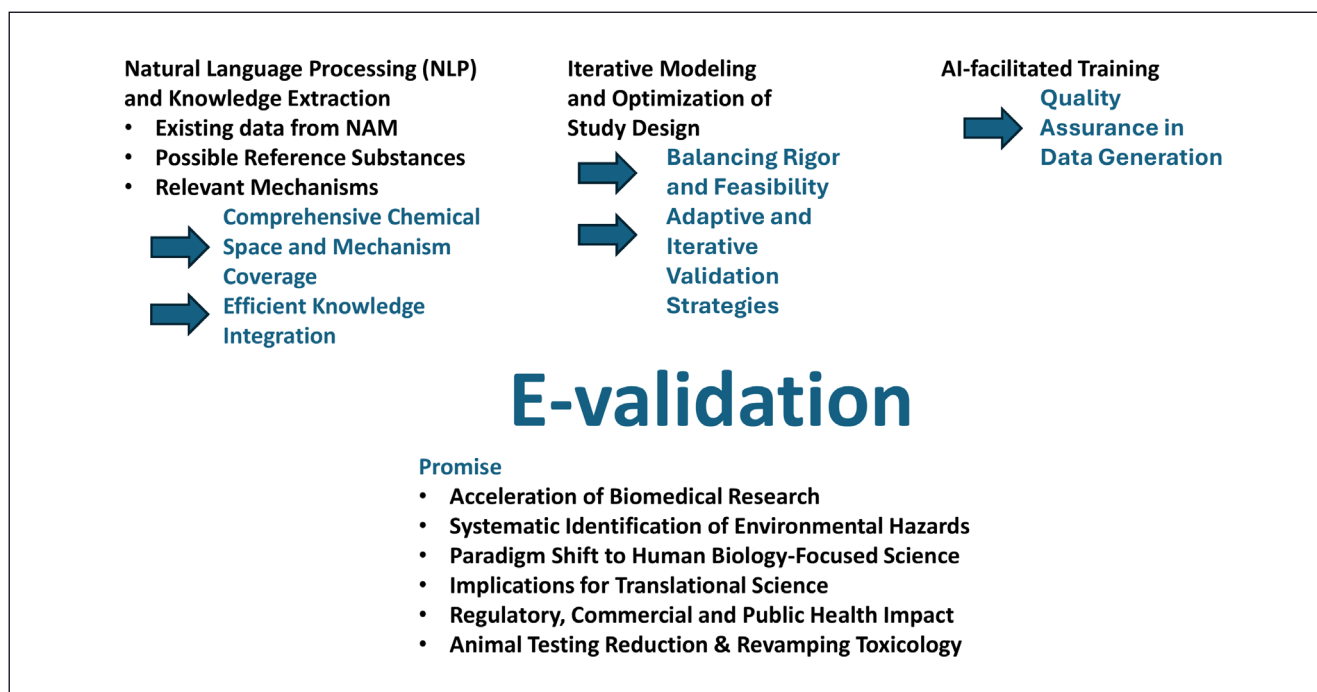 Natural Language Processing (NLP)
and Knowledge Extraction
• Existing data from NAM
• Possible Reference Substances
• Relevant Mechanisms
Comprehensive Chemical
Space and Mechanism
Coverage
Efficient Knowledge
Integration
Iterative Modeling
and Optimization of
Study Design
Balancing Rigor
and Feasibility
Adaptive and
Iterative
Validation
Strategies
AI-facilitated Training
Quality
Assurance in
Data Generation
E-validation
Promise
• Acceleration of Biomedical Research
• Systematic Identification of Environmental Hazards
• Paradigm Shift to Human Biology-Focused Science
• Implications for Translational Science
• Regulatory, Commercial and Public Health Impact
• Animal Testing Reduction & Revamping Toxicology